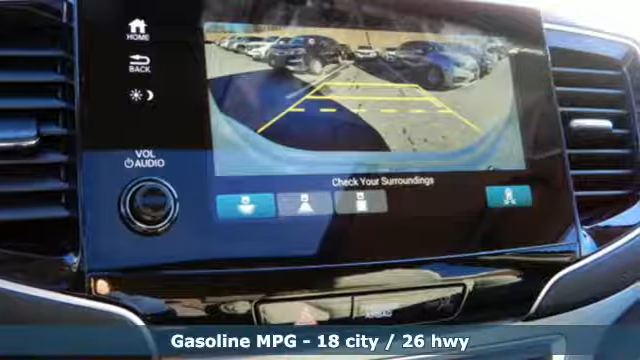 HOME
BACK
VOL
AUDIO
Check Your Surroundings
Gasoline MPG - 18 city / 26 hwy